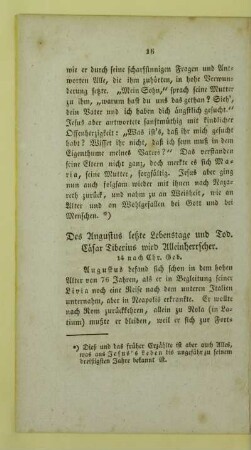 16
wie er durch seine scharfsinnigen Fragen und Ant-
worten Alle, die ihm zuhörten, in hohe Verwun-
derung setzte. „Mein Sohn,“ sprach seine Mutter
zu ihm, „warum hast du uns das gethan? Sieh',
dein Vater und ich haben dich ängstlich gesucht.“
Jesus aber antwortete sanftmüthig mit kindlicher
Offenherzigkeit: „Was ist's, daß ihr mich gesucht
habt? Wisset ihr nicht, daß ich seyn muß in dem
Eigenthume meines Vaters?“ Das verstanden
seine Eltern nicht ganz, doch merkte es sich Ma-
ria, seine Mutter, sorgfältig. Jesus aber ging
nun auch folgsam wieder mit ihnen nach Naza-
reth zurück, und nahm zu an Weisheit, wie an
Alter und an Wohlgefallen bei Gott und bei
Menschen. *)
Des Augustus letzte Lebenstage und Tod.
Cäsar Tiberius wird Alleinherrscher.
14 nach Chr. Geb.
Augustus befand sich schon in dem hohen
Alter von 76 Jahren, als er in Begleitung seiner
Livia noch eine Reise nach dem untern Italien
unternahm, aber in Neapolis erkrankte. Er wollte
nach Rom zurückkehren, allein zu Nola (in La-
tium) mußte er bleiben, weil er sich zur Fort-
*) Dieß und das früher Erzählte ist aber auch Alles,
was aus Jesus's Leben bis ungefähr zu seinem
dreißigsten Jahre bekannt ist.